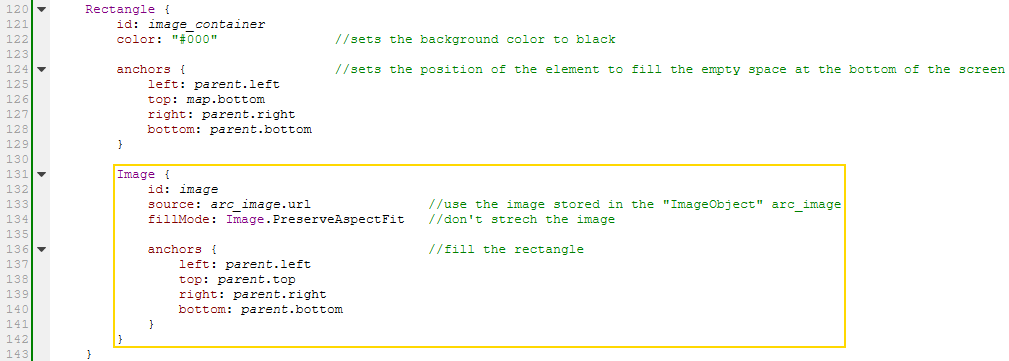 120 Rectangle {
121 id: image_container
122 color: "#000" //sets the background color to black
123
124 anchors { //sets the position of the element to fill the empty space at the bottom of the screen
125 left: parent.left
126 top: map.bottom
127 right: parent.right
128 bottom: parent.bottom
129 }
130
131 Image {
132 id: image
133 source: arc_image.url //use the image stored in the "ImageObject" arc_image
134 fillMode: Image.PreserveAspectFit //don't strech the image
135
136 anchors { //fill the rectangle
137 left: parent.left
138 top: parent.top
139 right: parent.right
140 bottom: parent.bottom
141 }
142 }
143 }